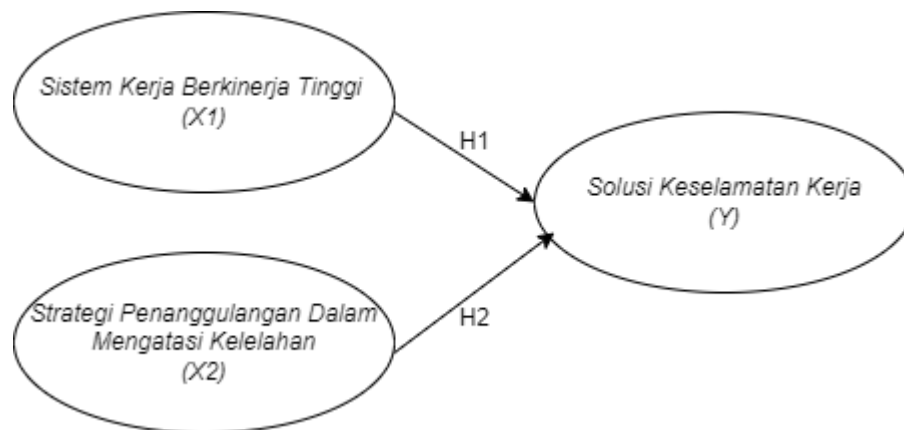 Sistem Kerja Berkinerja Tinggi
(X1)
H1
Solusi Keselamatan Kerja
(Y)
Strategi Penanggulangan Dalam
Mengatasi Kelelahan
(X2)
H2